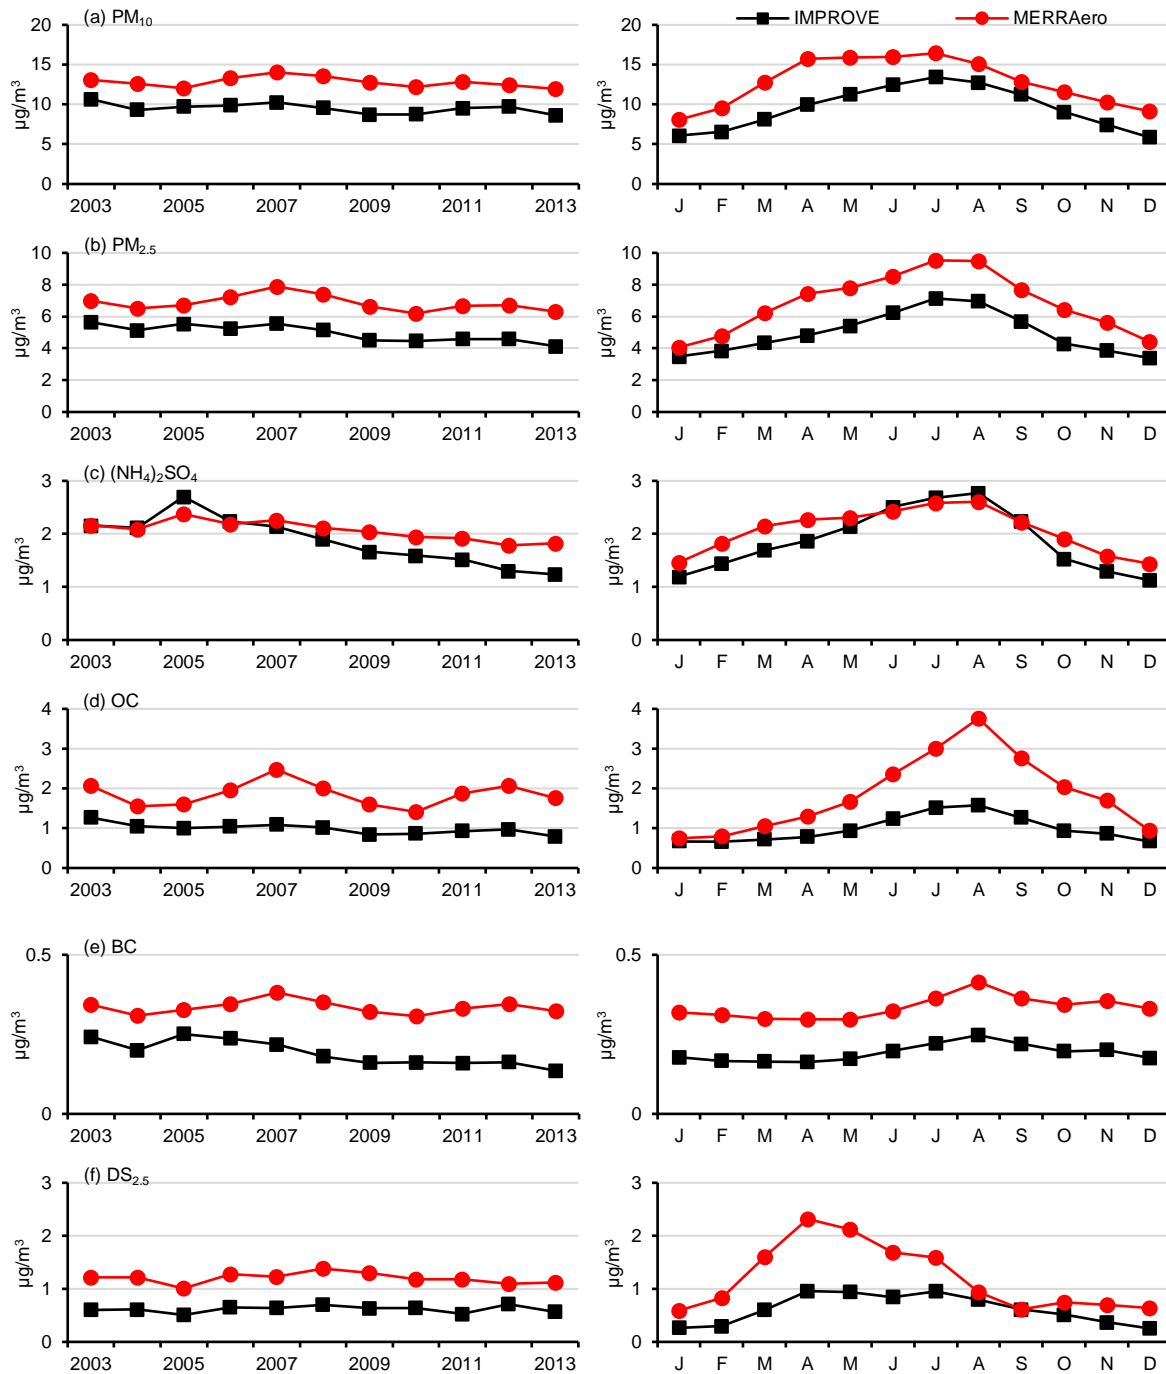 (a) PM₁₀
IMPROVE MERRAero
20 15 10 5 0
µg/m³
2003 2005 2007 2009 2011 2013
20 15 10 5 0
µg/m³
J F M A M J J A S O N D
(b) PM₂.₅
10 8 6 4 2 0
µg/m³
2003 2005 2007 2009 2011 2013
10 8 6 4 2 0
µg/m³
J F M A M J J A S O N D
(c) (NH₄)₂SO₄
3 2 1 0
µg/m³
2003 2005 2007 2009 2011 2013
3 2 1 0
µg/m³
J F M A M J J A S O N D
(d) OC
4 3 2 1 0
µg/m³
2003 2005 2007 2009 2011 2013
4 3 2 1 0
µg/m³
J F M A M J J A S O N D
(e) BC
0.5 0
µg/m³
2003 2005 2007 2009 2011 2013
0.5 0
µg/m³
J F M A M J J A S O N D
(f) DS₂.₅
3 2 1 0
µg/m³
2003 2005 2007 2009 2011 2013
3 2 1 0
µg/m³
J F M A M J J A S O N D